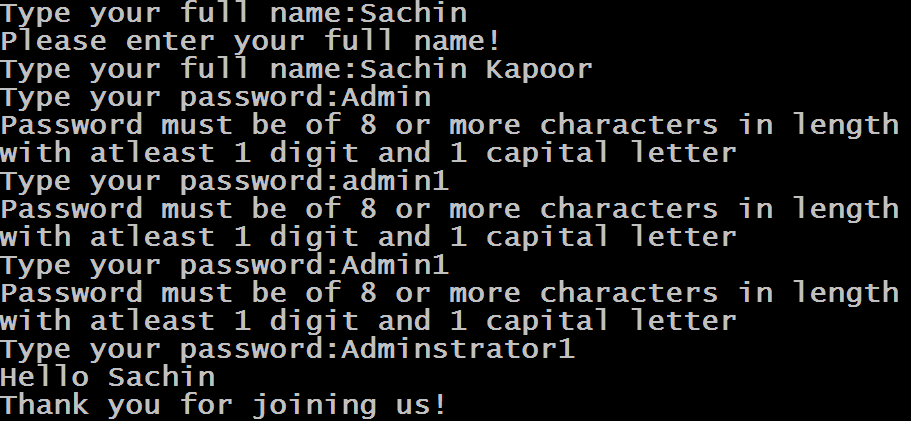 Type your full name:Sachin
Please enter your full name!
Type your full name:Sachin Kapoor
Type your password:Admin
Password must be of 8 or more characters in length
with atleast 1 digit and 1 capital letter
Type your password:admin1
Password must be of 8 or more characters in length
with atleast 1 digit and 1 capital letter
Type your password:Admin1
Password must be of 8 or more characters in length
with atleast 1 digit and 1 capital letter
Type your password:Adminstrator1
Hello Sachin
Thank you for joining us!